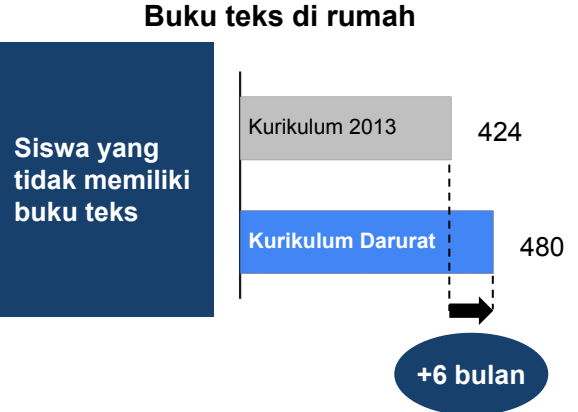 Buku teks di rumah
Siswa yang
tidak memiliki
buku teks
Kurikulum 2013
424
Kurikulum Darurat
480
+6 bulan